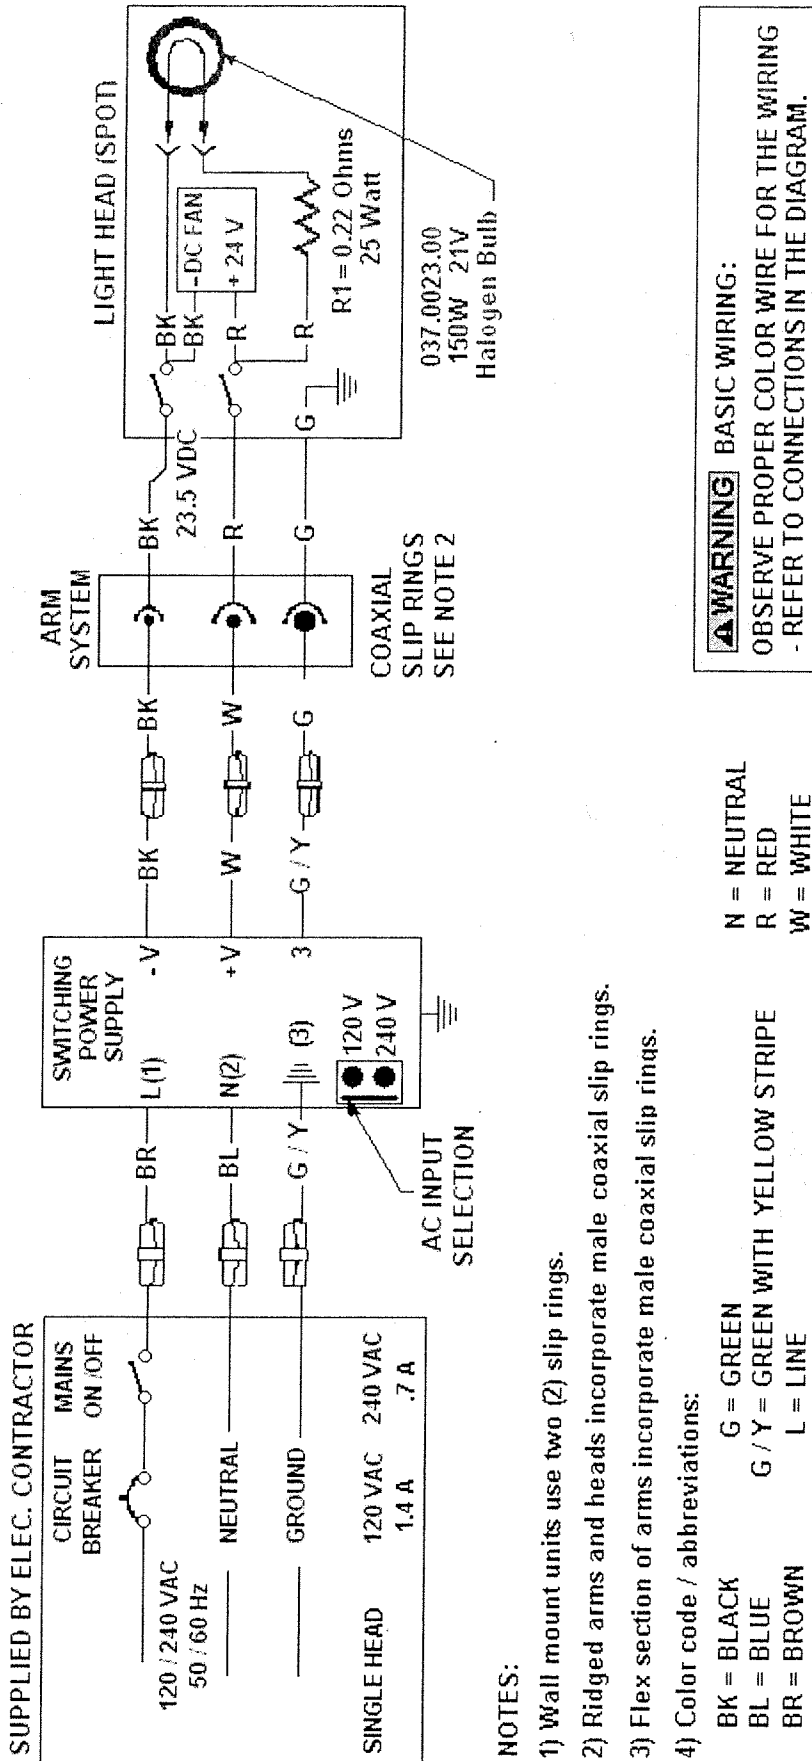 SUPPLIED BY ELEC. CONTRACTOR
CIRCUIT
BREAKER
MAINS
ON /OFF
120 / 240 VAC
50 / 60 Hz
NEUTRAL
GROUND
SINGLE HEAD
120 VAC
1.4 A
240 VAC
.7 A
BR
BL
G / Y
SWITCHING
POWER
SUPPLY
L(1)
- V
N(2)
+V
(3)
3
120 V
240 V
AC INPUT
SELECTION
BK
BK
W
W
G / Y
G
ARM
SYSTEM
COAXIAL
SLIP RINGS
SEE NOTE 2
BK
23.5 VDC
R
G
LIGHT HEAD (SPOT)
BK
BK
-DC FAN
+ 24 V
R
R
G
R1 = 0.22 Ohms
25 Watt
037.0023.00
150W 21V
Halogen Bulb
NOTES:
1) Wall mount units use two (2) slip rings.
2) Ridged arms and heads incorporate male coaxial slip rings.
3) Flex section of arms incorporate male coaxial slip rings.
4) Color code / abbreviations:
BK = BLACK
G = GREEN
N = NEUTRAL
BL = BLUE
G / Y = GREEN WITH YELLOW STRIPE
R = RED
BR = BROWN
L = LINE
W = WHITE
WARNING BASIC WIRING:
OBSERVE PROPER COLOR WIRE FOR THE WIRING
- REFER TO CONNECTIONS IN THE DIAGRAM.